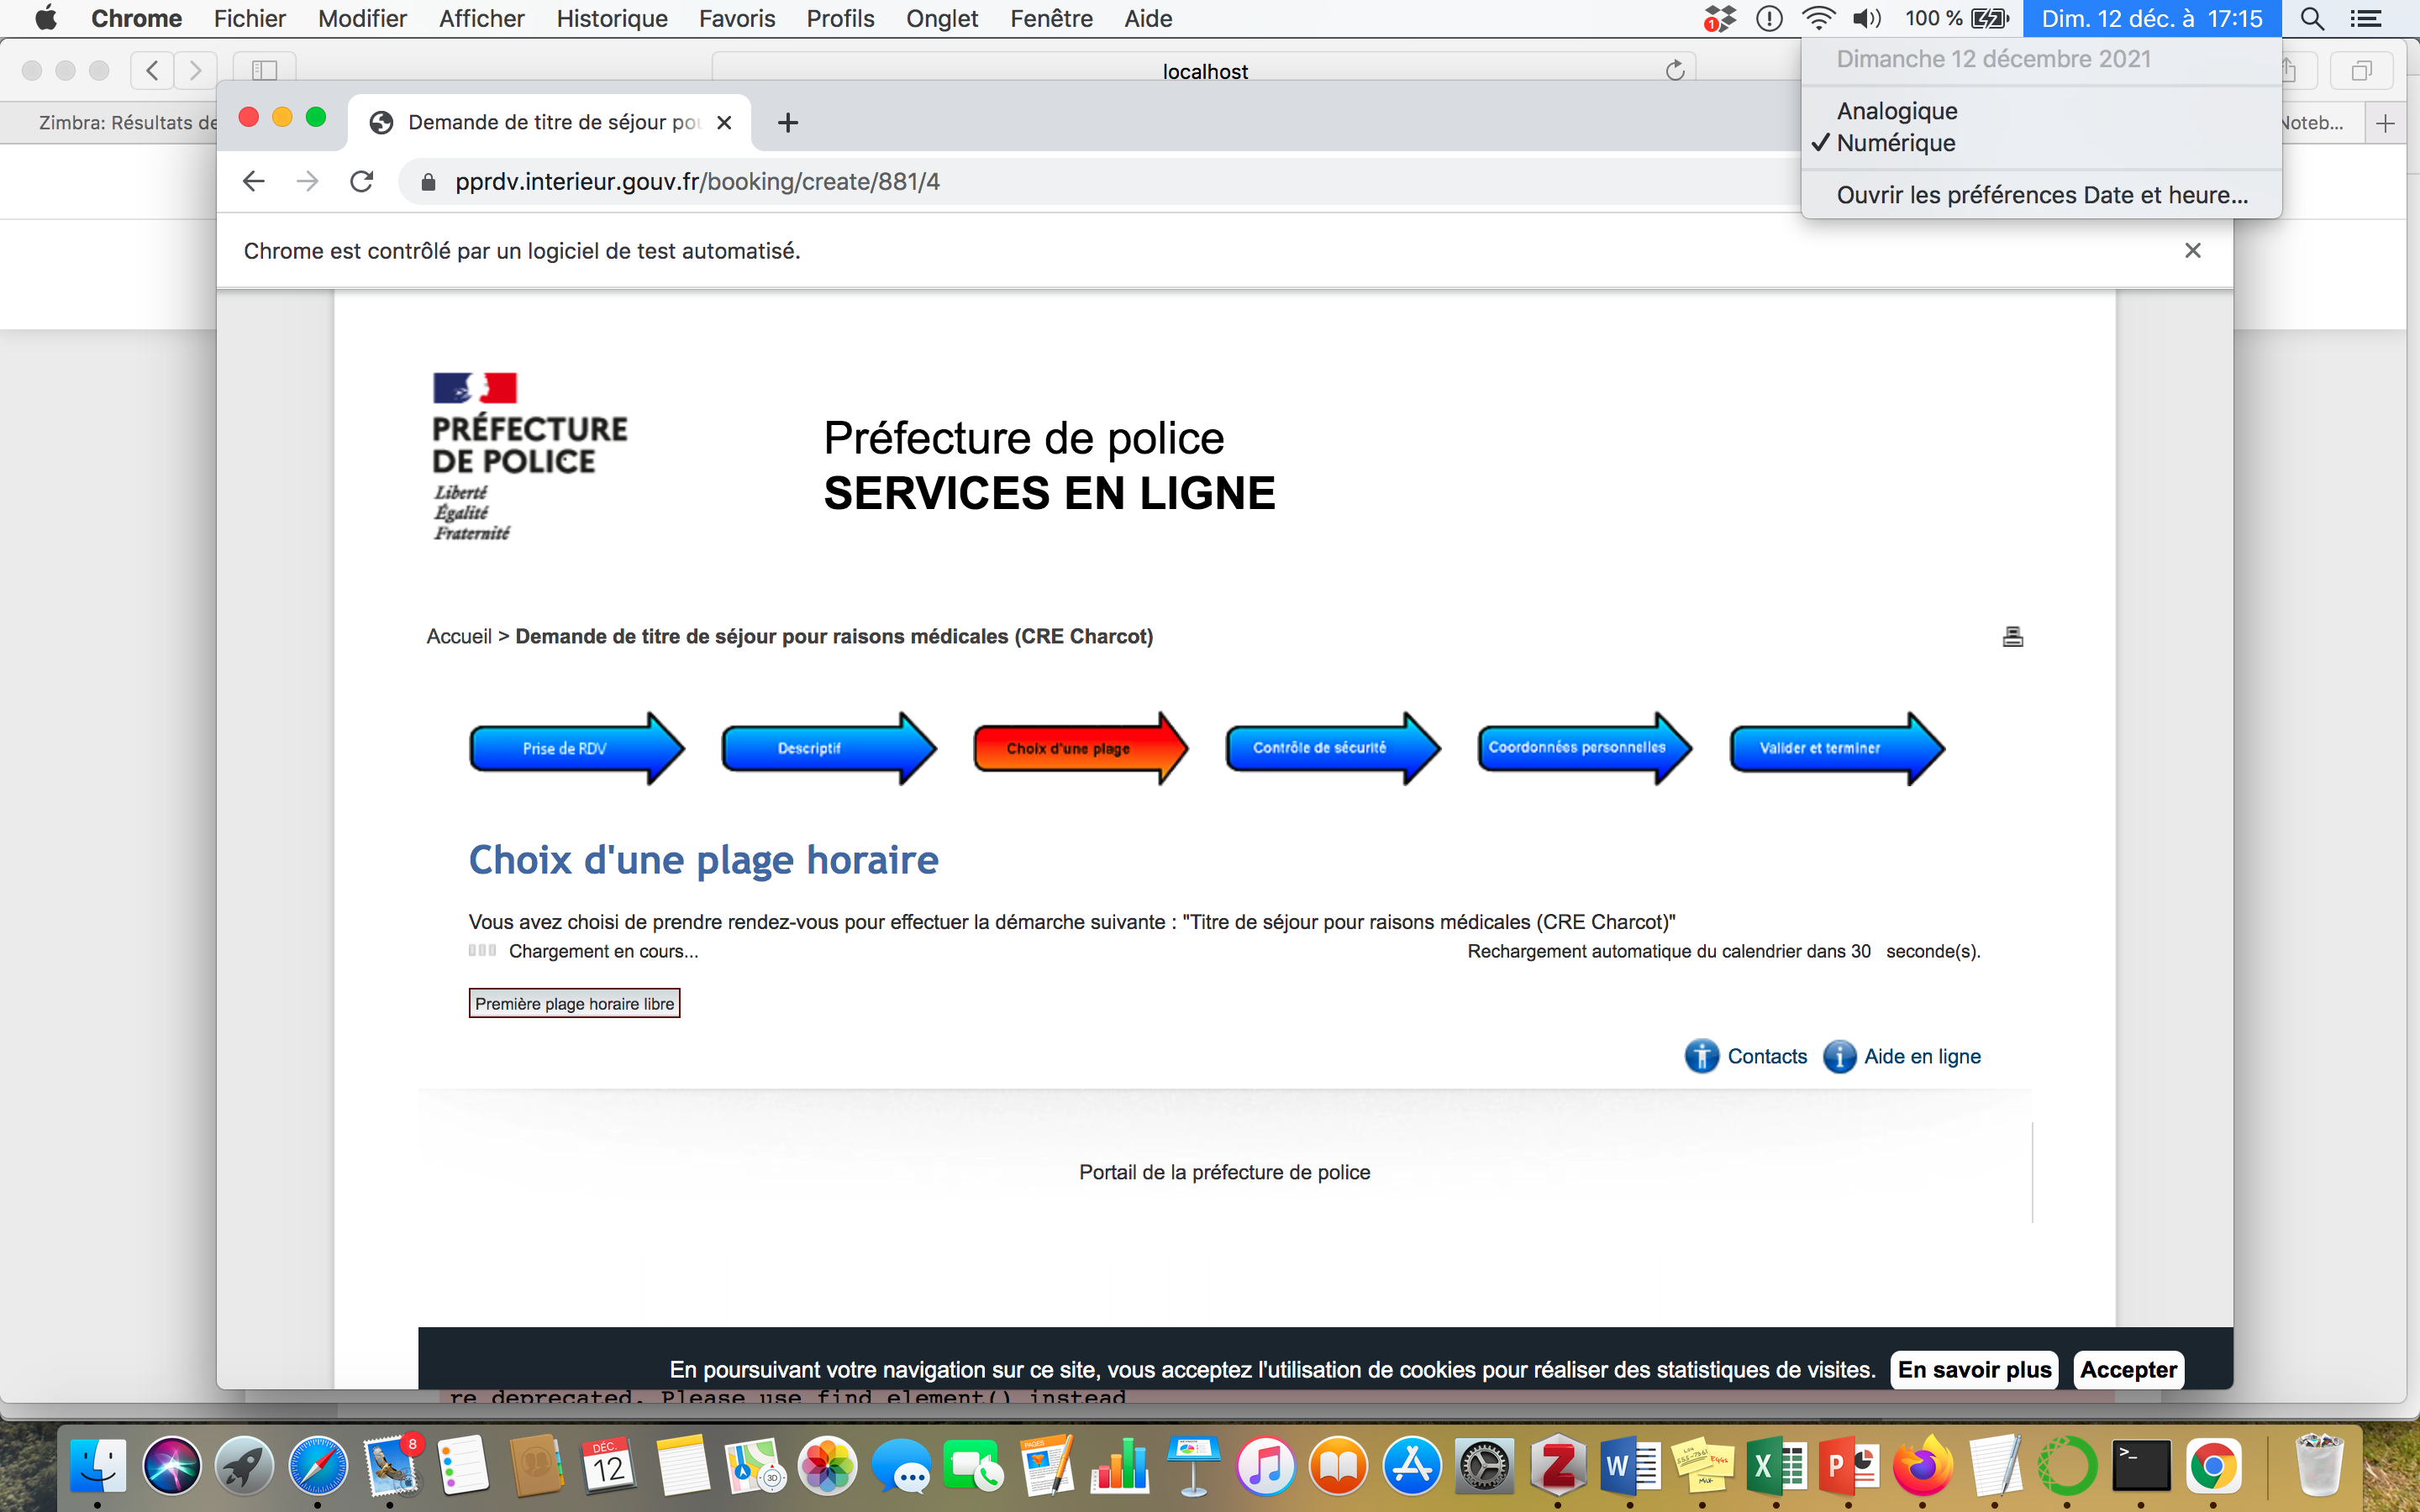 Chrome Fichier Modifier Afficher Historique Favoris Profils Onglet Fenêtre Aide 1 100 % Dim. 12 déc. à 17:15
localhost
Dimanche 12 décembre 2021
Analogique
✓ Numérique
Ouvrir les préférences Date et heure...
Zimbra: Résultats de
Demande de titre de séjour pou
Noteb...
pprdv.interieur.gouv.fr/booking/create/881/4
Chrome est contrôlé par un logiciel de test automatisé.
PRÉFECTURE
DE POLICE
Liberté
Égalité
Fraternité
Préfecture de police
SERVICES EN LIGNE
Accueil > Demande de titre de séjour pour raisons médicales (CRE Charcot)
Prise de RDV
Descriptif
Choix d'une plage
Contrôle de sécurité
Coordonnées personnelles
Valider et terminer
Choix d'une plage horaire
Vous avez choisi de prendre rendez-vous pour effectuer la démarche suivante : "Titre de séjour pour raisons médicales (CRE Charcot)"
Chargement en cours... Rechargement automatique du calendrier dans 30 seconde(s).
Première plage horaire libre
Contacts Aide en ligne
Portail de la préfecture de police
En poursuivant votre navigation sur ce site, vous acceptez l'utilisation de cookies pour réaliser des statistiques de visites. En savoir plus Accepter
re deprecated. Please use find_element() instead
8
DÉC.
12
PAGES
3D